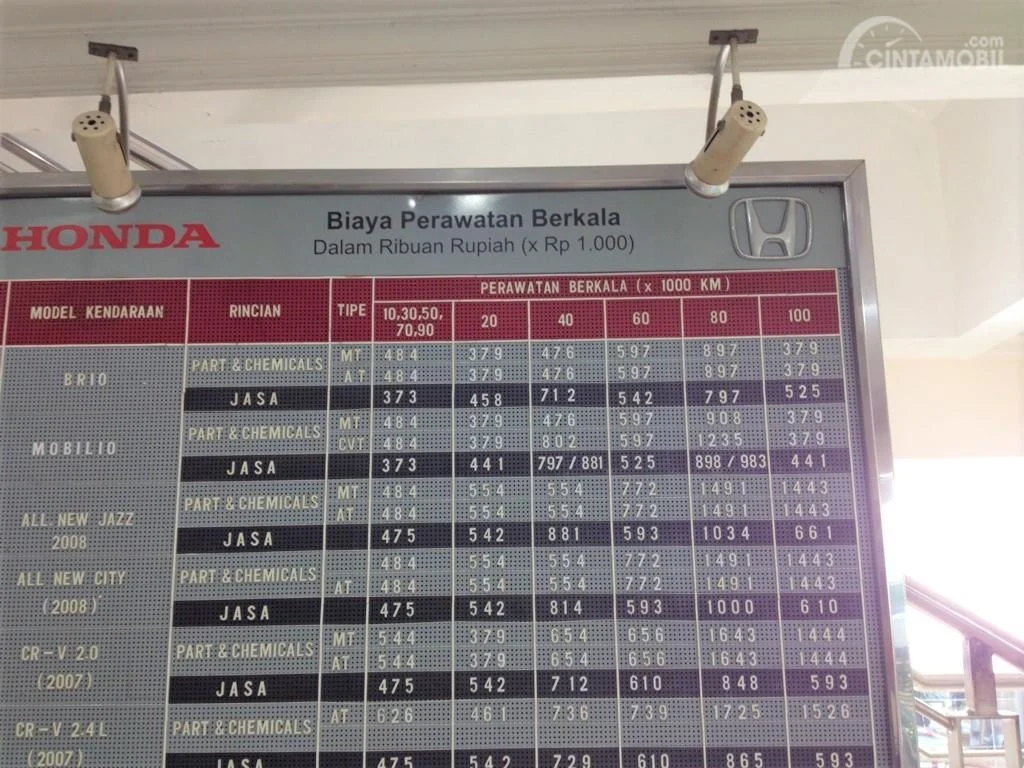 .com
CINTAMOBIL
HONDA
Biaya Perawatan Berkala
Dalam Ribuan Rupiah (x Rp 1.000)
MODEL KENDARAAN RINCIAN TIPE PERAWATAN BERKALA (x 1000 KM)
10,30,50,
70,90 20 40 60 80 100
BRIO PART & CHEMICALS MT 484 379 476 597 897 379
AT 484 379 476 597 897 379
JASA 373 458 712 542 797 525
MOBILIO PART & CHEMICALS MT 484 379 476 597 908 379
CVT 484 379 802 597 1235 379
JASA 373 441 797 / 881 525 898 / 983 441
ALL. NEW JAZZ
2008 PART & CHEMICALS MT 484 554 554 772 1491 1443
AT 484 554 554 772 1491 1443
JASA 475 542 881 593 1034 661
ALL NEW CITY
(2008) PART & CHEMICALS 484 554 554 772 1491 1443
AT 484 554 554 772 1491 1443
JASA 475 542 814 593 1000 610
CR-V 2.0
(2007) PART & CHEMICALS MT 544 379 654 656 1643 1444
AT 544 379 654 656 1643 1444
JASA 475 542 712 610 848 593
CR-V 2.4 L
(2007) PART & CHEMICALS AT 626 461 736 739 1725 1526
JASA 475 542 729 610 865 593